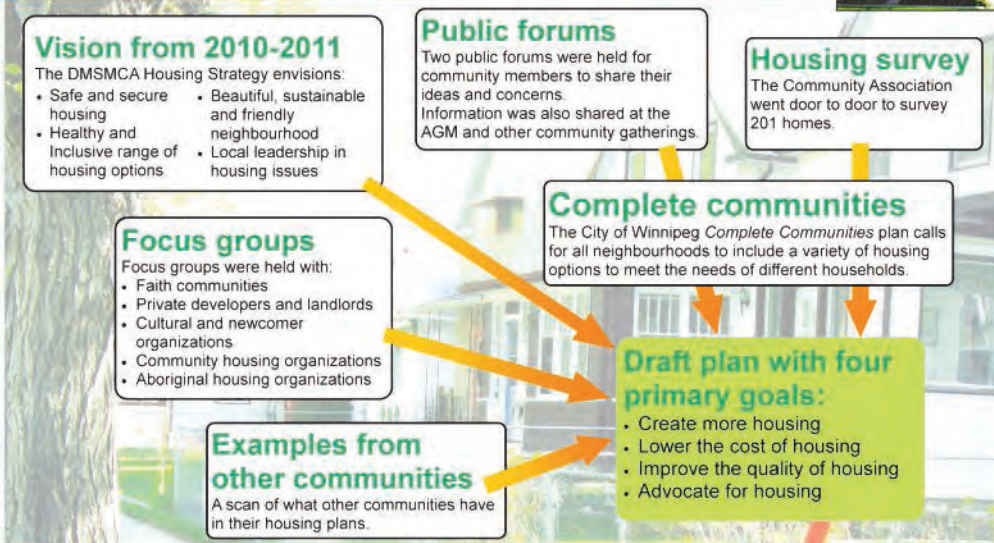 Vision from 2010-2011
The DMSMCA Housing Strategy envisions:
• Safe and secure
housing
• Healthy and
Inclusive range of
housing options
• Beautiful, sustainable
and friendly
neighbourhood
• Local leadership in
housing issues
Public forums
Two public forums were held for
community members to share their
ideas and concerns.
Information was also shared at the
AGM and other community gatherings.
Housing survey
The Community Association
went door to door to survey
201 homes.
Complete communities
The City of Winnipeg Complete Communities plan calls
for all neighbourhoods to include a variety of housing
options to meet the needs of different households.
Focus groups
Focus groups were held with:
• Faith communities
• Private developers and landlords
• Cultural and newcomer
organizations
• Community housing organizations
• Aboriginal housing organizations
Examples from
other communities
A scan of what other communities have
in their housing plans.
Draft plan with four
primary goals:
• Create more housing
• Lower the cost of housing
• Improve the quality of housing
• Advocate for housing